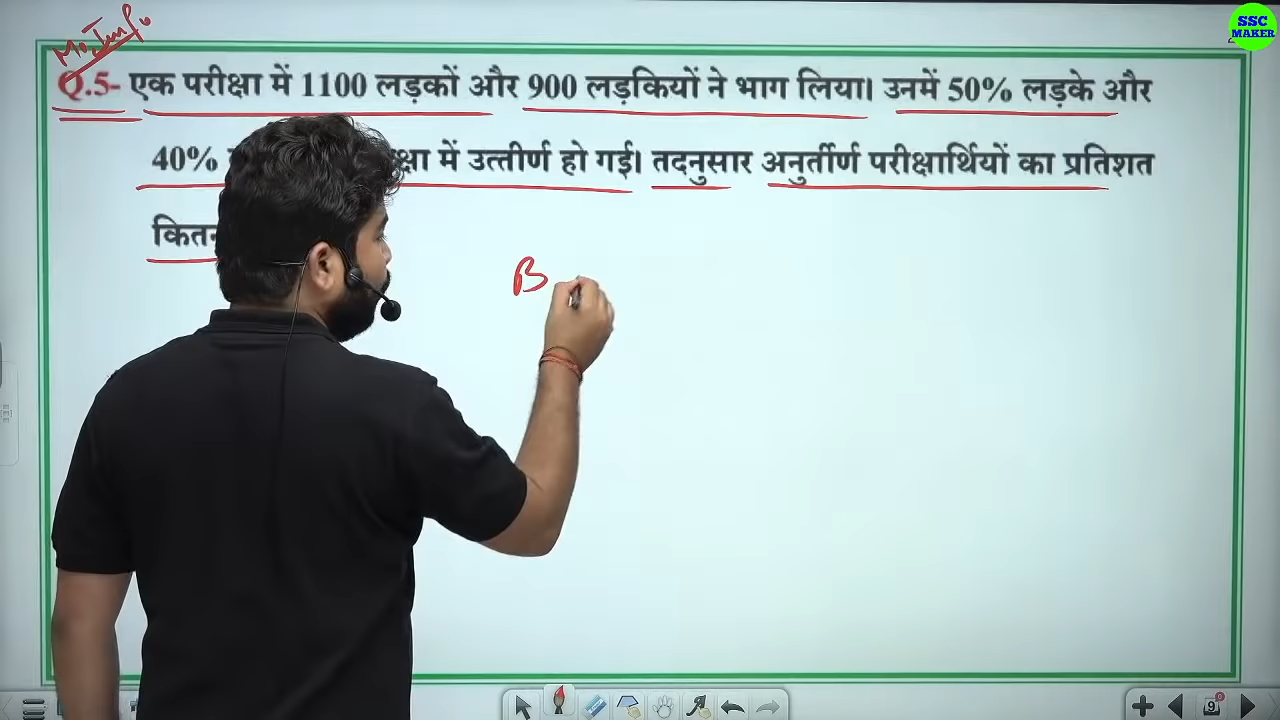 SSC
MAKER
Q.5- एक परीक्षा में 1100 लड़कों और 900 लड़कियों ने भाग लिया। उनमें 50% लड़के और
40% में उत्तीर्ण हो गई। तदनुसार अनुर्तीर्ण परीक्षार्थियों का प्रतिशत
B
9